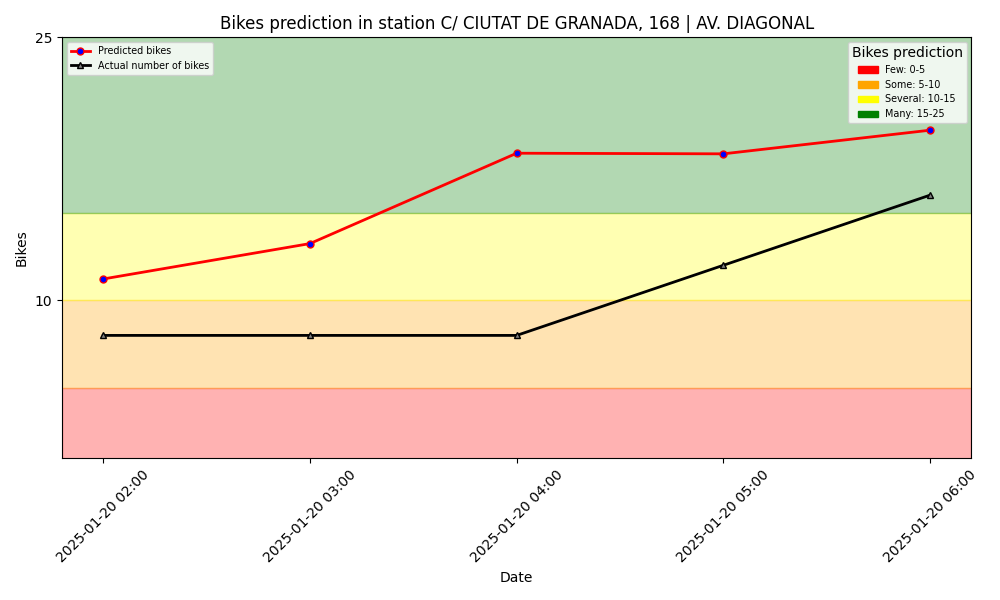 Bikes prediction in station C/ CIUTAT DE GRANADA, 168 | AV. DIAGONAL
25
10
Bikes
Predicted bikes
Actual number of bikes
Bikes prediction
Few: 0-5
Some: 5-10
Several: 10-15
Many: 15-25
2025-01-20 02:00
2025-01-20 03:00
2025-01-20 04:00
2025-01-20 05:00
2025-01-20 06:00
Date